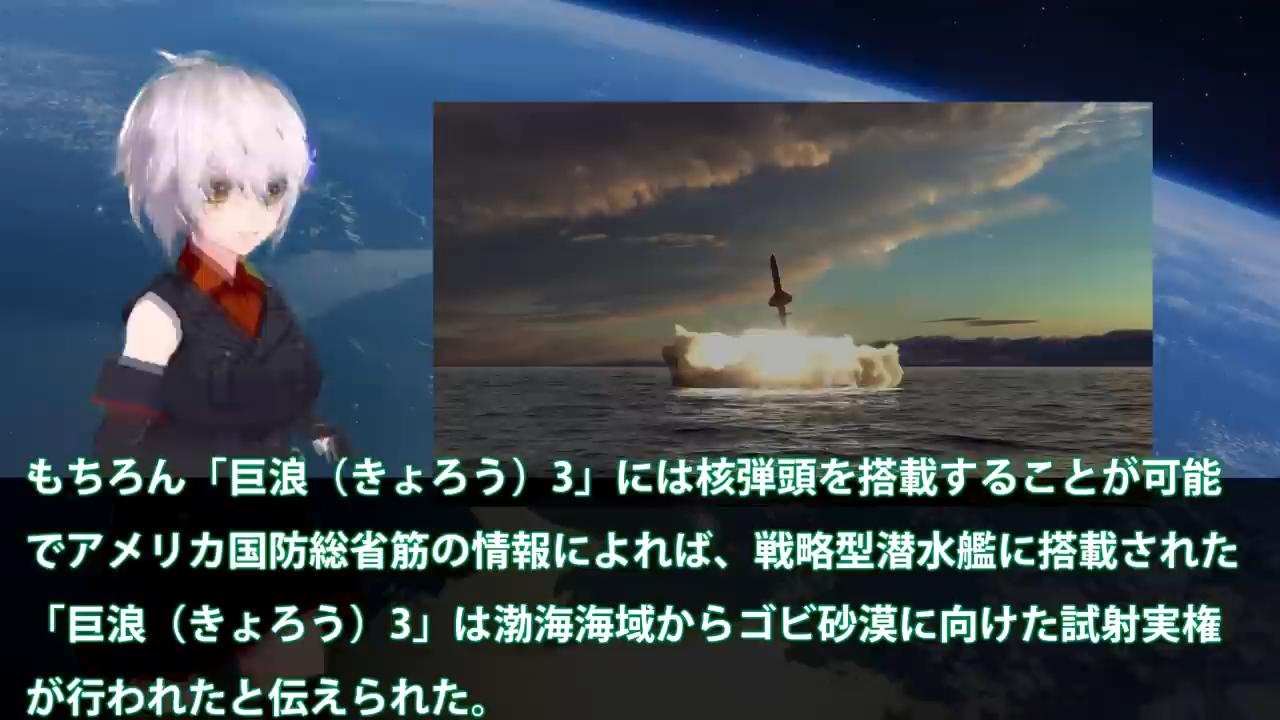 もちろん「巨浪（きょろう）3」には核弾頭を搭載することが可能
でアメリカ国防総省筋の情報によれば、戦略型潜水艦に搭載された
「巨浪（きょろう）3」は渤海海域からゴビ砂漠に向けた試射実権
が行われたと伝えられた。